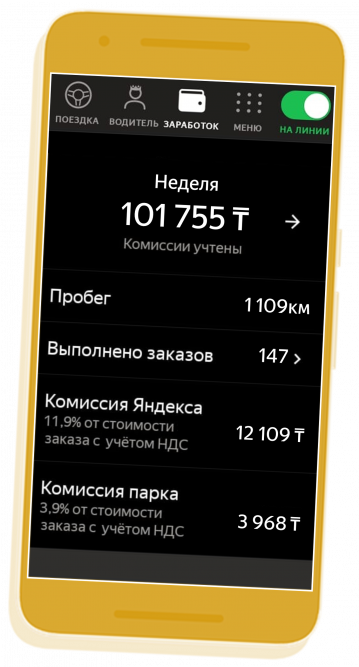 ПОЕЗДКА ВОДИТЕЛЬ ЗАРАБОТОК МЕНЮ НА ЛИНИИ
Неделя
101 755 ₸ →
Комиссии учтены
Пробег 1 109км
Выполнено заказов 147 >
Комиссия Яндекса
11,9% от стоимости
заказа с учётом НДС
12 109 ₸
Комиссия парка
3,9% от стоимости
заказа с учётом НДС
3 968 ₸